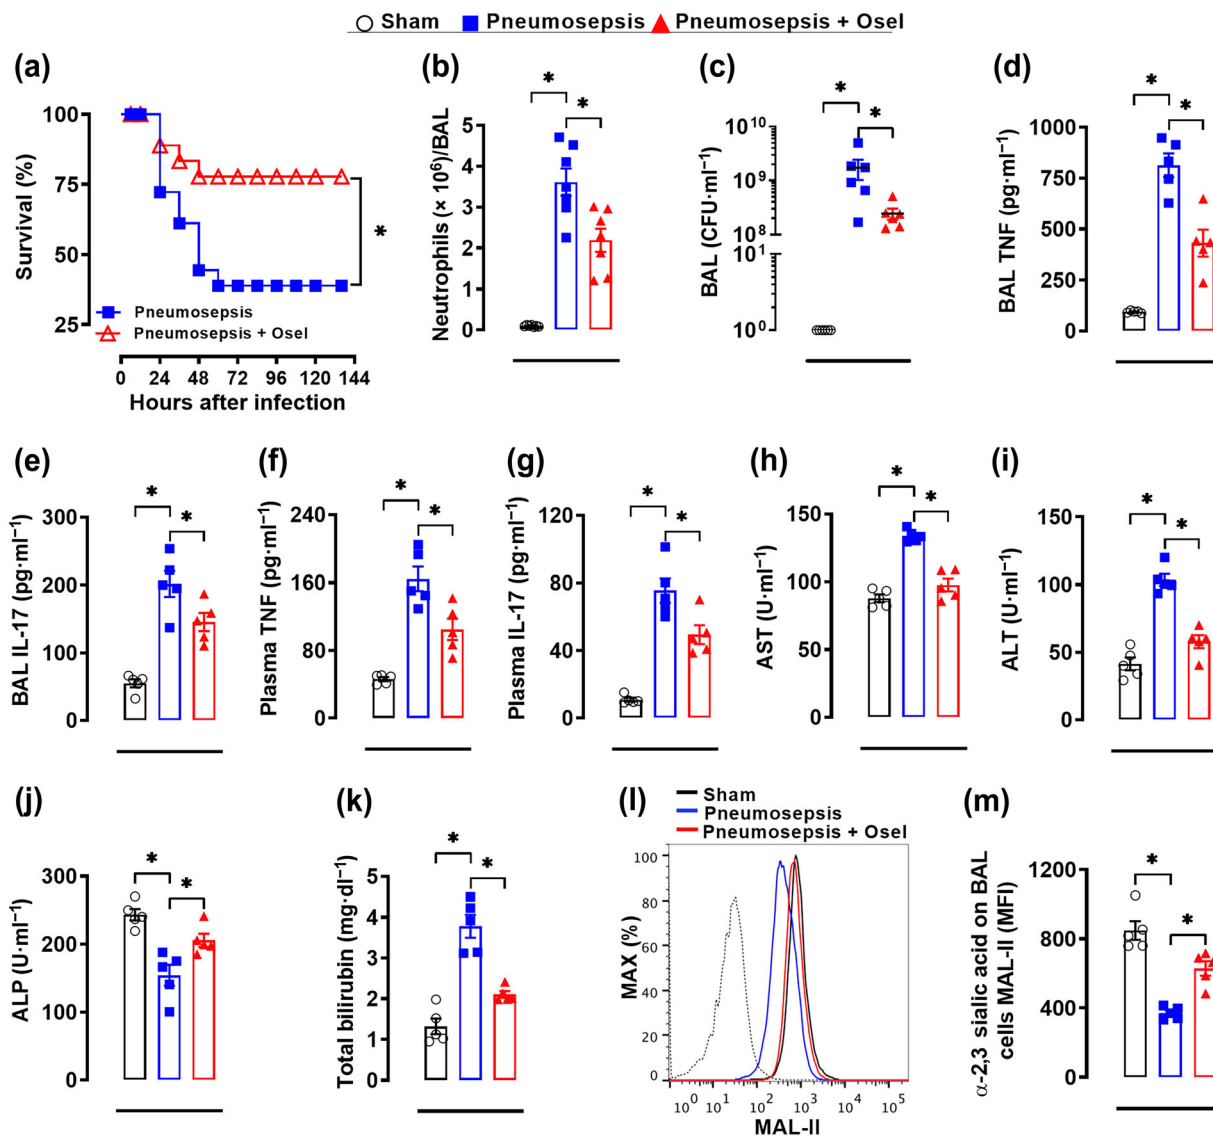 Sham Pneumosepsis Pneumosepsis + Osel
(a)
Survival (%)
100
75
50
25
Pneumosepsis
Pneumosepsis + Osel
*
0 24 48 72 96 120 144
Hours after infection
(b)
Neutrophils (× 10⁶)/BAL
5
4
3
2
1
0
* *
(c)
BAL (CFU·ml⁻¹)
10¹⁰
10⁹
10⁸
10¹
10⁰
* *
(d)
BAL TNF (pg·ml⁻¹)
1000
750
500
250
0
* *
(e)
BAL IL-17 (pg·ml⁻¹)
300
200
100
0
* *
(f)
Plasma TNF (pg·ml⁻¹)
240
160
80
0
* *
(g)
Plasma IL-17 (pg·ml⁻¹)
120
80
40
0
* *
(h)
AST (U·ml⁻¹)
150
100
50
0
* *
(i)
ALT (U·ml⁻¹)
150
100
50
0
* *
(j)
ALP (U·ml⁻¹)
300
200
100
0
* *
(k)
Total bilirubin (mg·dl⁻¹)
5
4
3
2
1
0
* *
(l)
Sham
Pneumosepsis
Pneumosepsis + Osel
MAX (%)
100
80
60
40
20
0
10⁰ 10¹ 10² 10³ 10⁴ 10⁵
MAL-II
(m)
α-2,3 sialic acid on BAL
cells MAL-II (MFI)
1200
800
400
0
* *